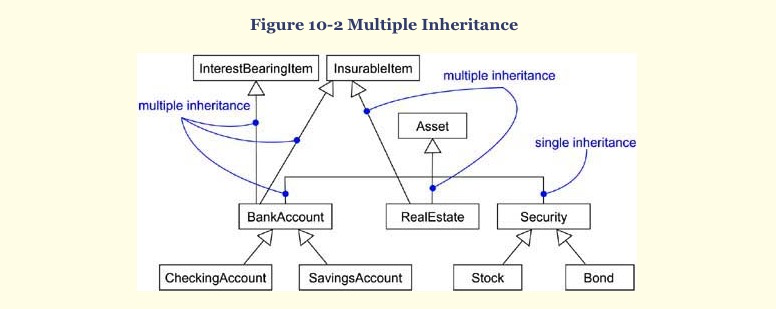 Figure 10-2 Multiple Inheritance
InterestBearingItem
InsurableItem
multiple inheritance
multiple inheritance
Asset
single inheritance
BankAccount
RealEstate
Security
CheckingAccount
SavingsAccount
Stock
Bond